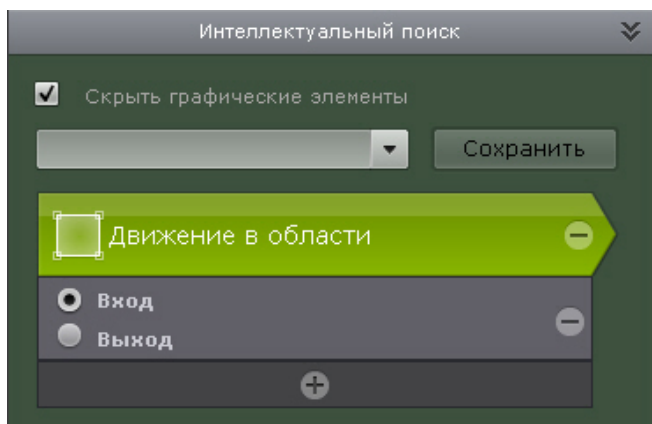 Интеллектуальный поиск
Скрыть графические элементы
Сохранить
Движение в области
Вход
Выход